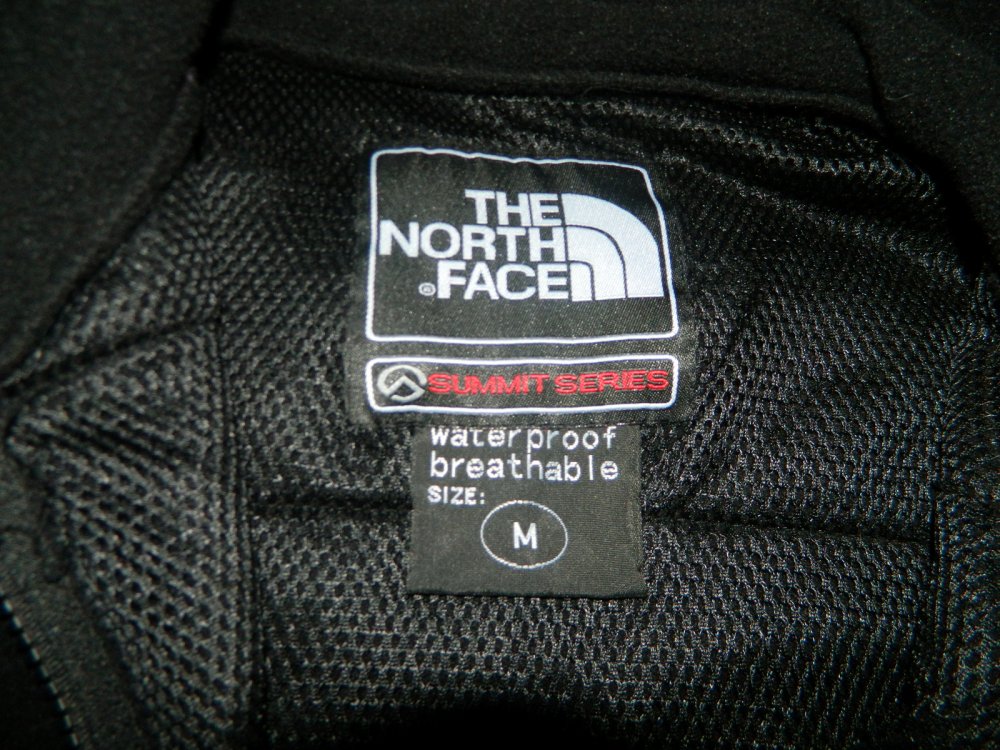 THE
NORTH
®FACE
SUMMIT SERIES
waterproof
breathable
SIZE:
M